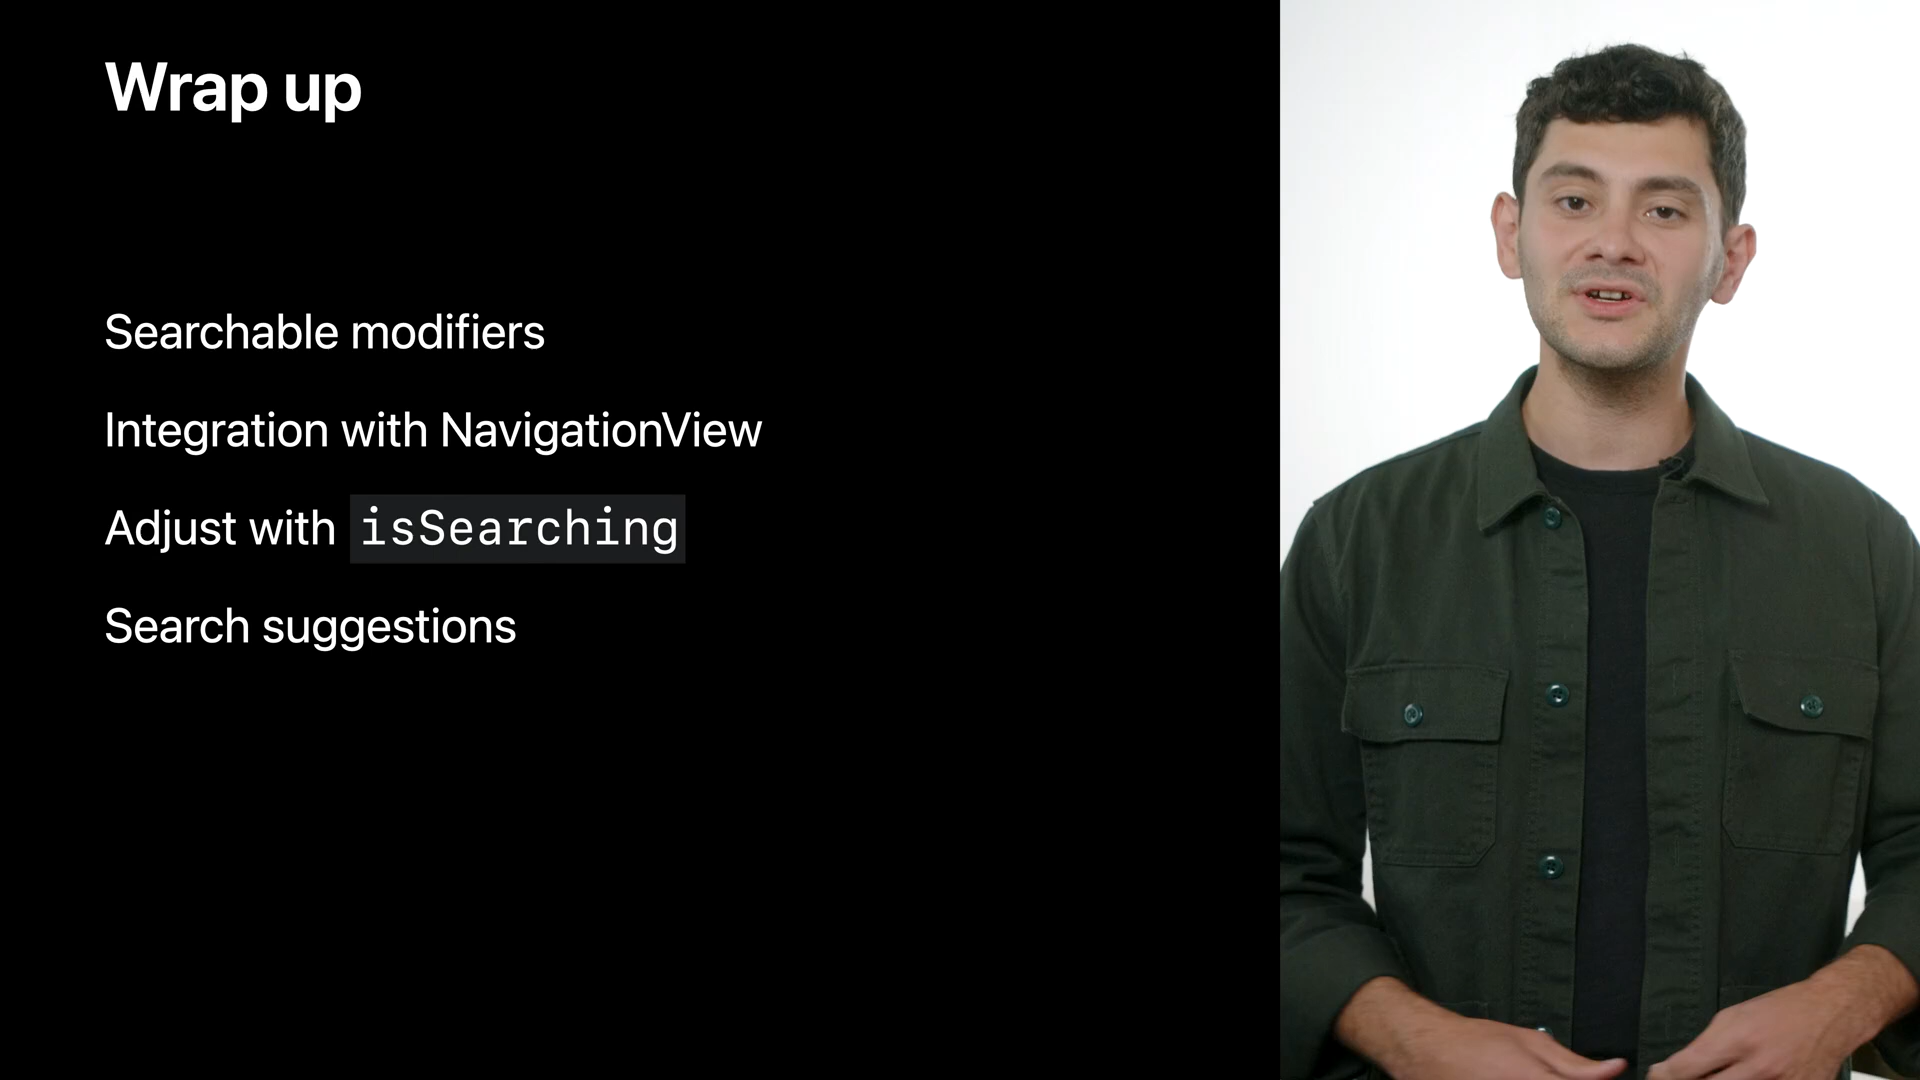 Wrap up
Searchable modifiers
Integration with NavigationView
Adjust with isSearching
Search suggestions